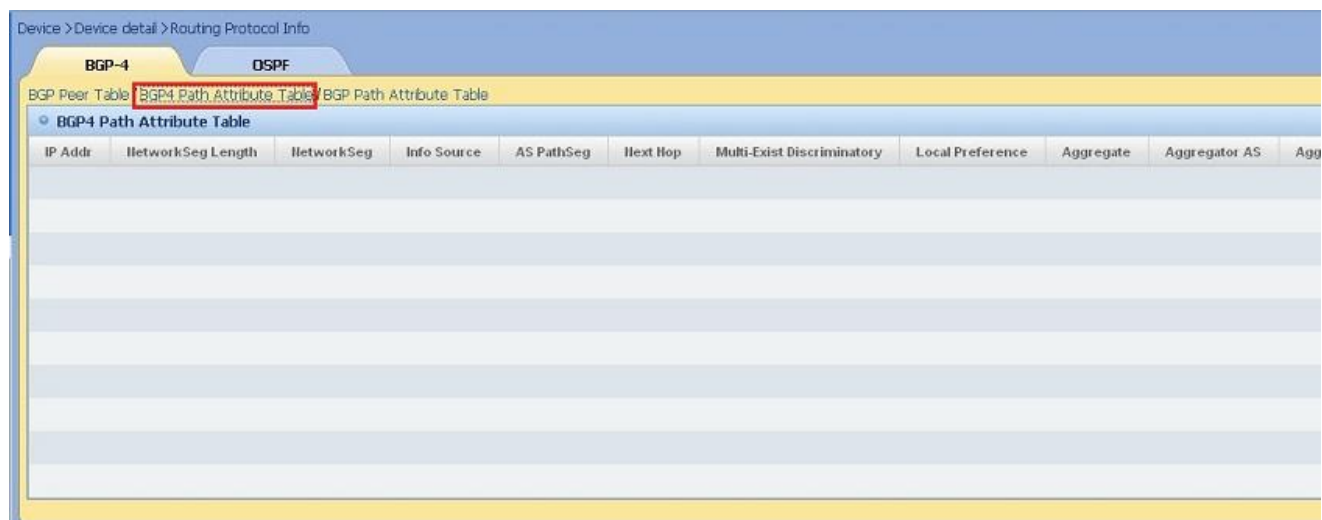 Device >Device detail >Routing Protocol Info
BGP-4 OSPF
BGP Peer Table/BGP4 Path Attribute Table/BGP Path Attribute Table
BGP4 Path Attribute Table
IP Addr NetworkSeg Length NetworkSeg Info Source AS PathSeg Next Hop Multi-Exist Discriminatory Local Preference Aggregate Aggregator AS Agg